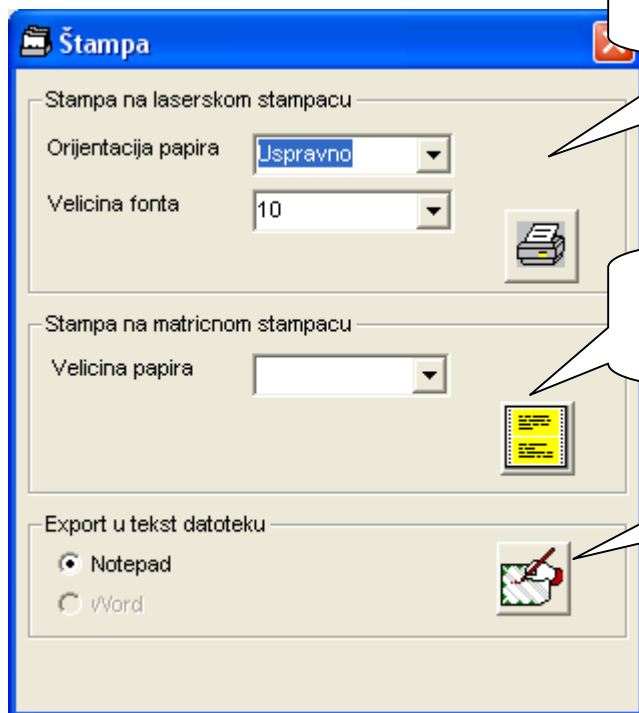 Štampa
Stampa na laserskom stampacu
Orijentacija papira Uspravno
Velicina fonta 10
Stampa na matricnom stampacu
Velicina papira
Export u tekst datoteku
Notepad
Word